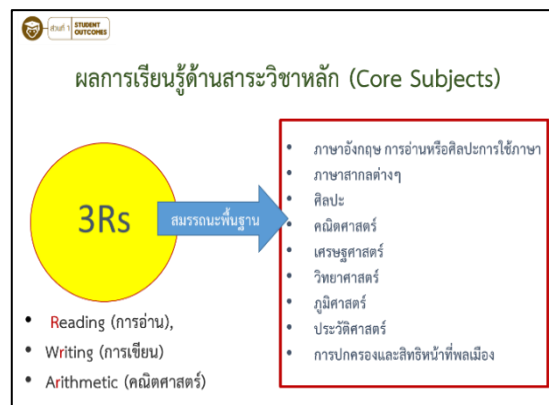 ส่วนที่ 1
STUDENT
OUTCOMES
ผลการเรียนรู้ด้านสาระวิชาหลัก (Core Subjects)
3Rs
สมรรถนะพื้นฐาน
• Reading (การอ่าน),
• Writing (การเขียน)
• Arithmetic (คณิตศาสตร์)
• ภาษาอังกฤษ การอ่านหรือศิลปะการใช้ภาษา
• ภาษาสากลต่างๆ
• ศิลปะ
• คณิตศาสตร์
• เศรษฐศาสตร์
• วิทยาศาสตร์
• ภูมิศาสตร์
• ประวัติศาสตร์
• การปกครองและสิทธิหน้าที่พลเมือง